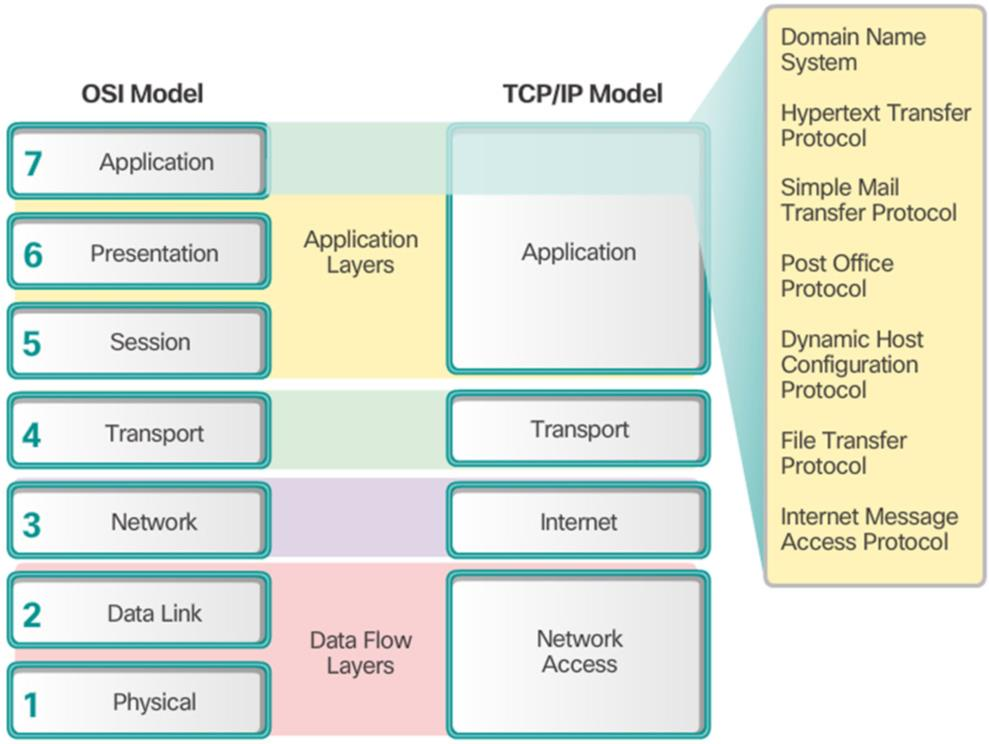 OSI Model
TCP/IP Model
7 Application
6 Presentation
5 Session
4 Transport
3 Network
2 Data Link
1 Physical
Application
Layers
Data Flow
Layers
Application
Transport
Internet
Network
Access
Domain Name
System
Hypertext Transfer
Protocol
Simple Mail
Transfer Protocol
Post Office
Protocol
Dynamic Host
Configuration
Protocol
File Transfer
Protocol
Internet Message
Access Protocol